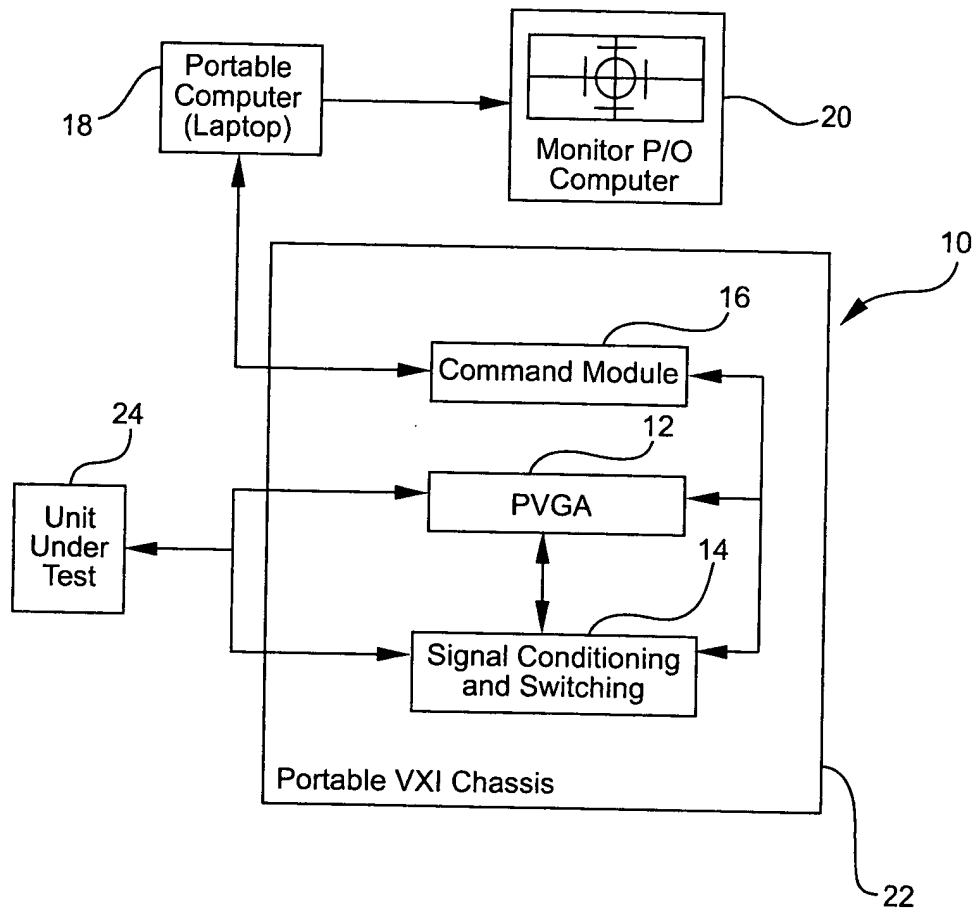 18
Portable
Computer
(Laptop)
Monitor P/O
Computer
20
10
16
Command Module
24
Unit
Under
Test
12
PVGA
14
Signal Conditioning
and Switching
Portable VXI Chassis
22